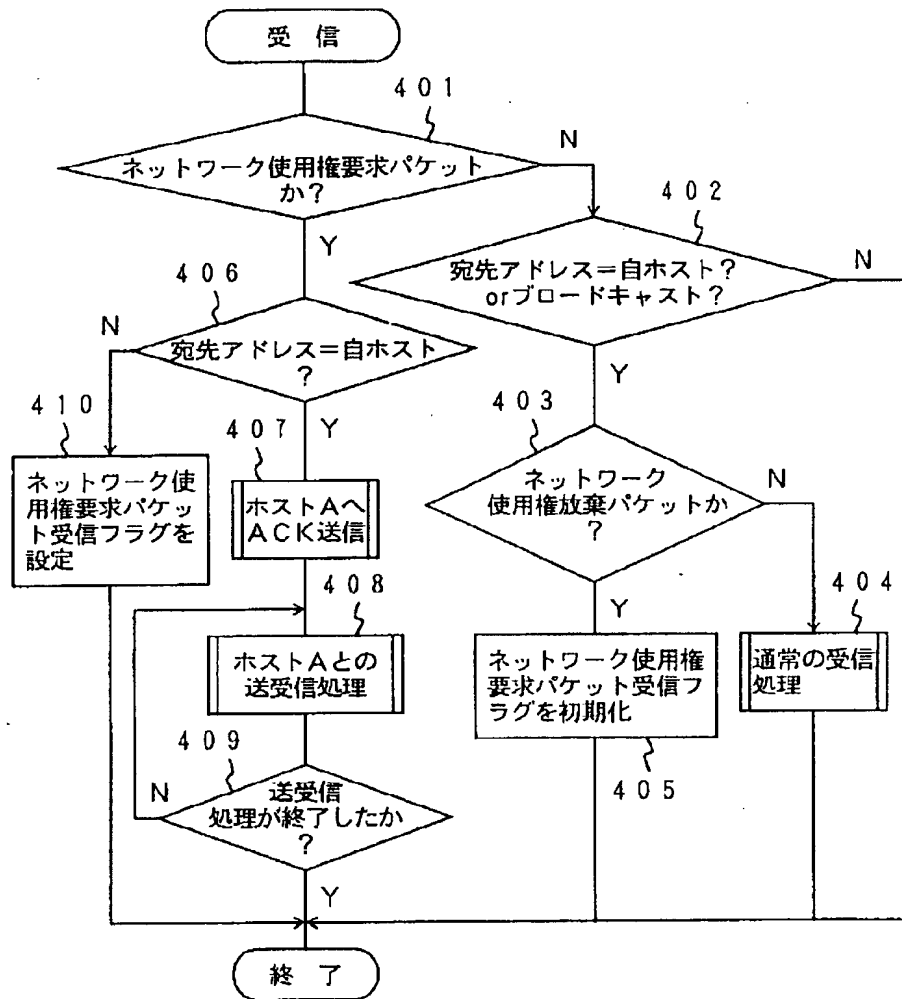 受 信
401
N
ネットワーク使用権要求パケット
か?
402
Y
N
406
宛先アドレス=自ホスト?
orブロードキャスト?
N
宛先アドレス=自ホスト
?
Y
410
407
Y
403
ネットワーク使
用権要求パケッ
ト受信フラグを
設定
ホストAへ
ACK送信
ネットワーク
使用権放棄パケットか
?
N
408
Y
404
ホストAとの
送受信処理
ネットワーク使用権
要求パケット受信フ
ラグを初期化
通常の受信
処理
409
405
N
送受信
処理が終了したか
?
Y
終 了